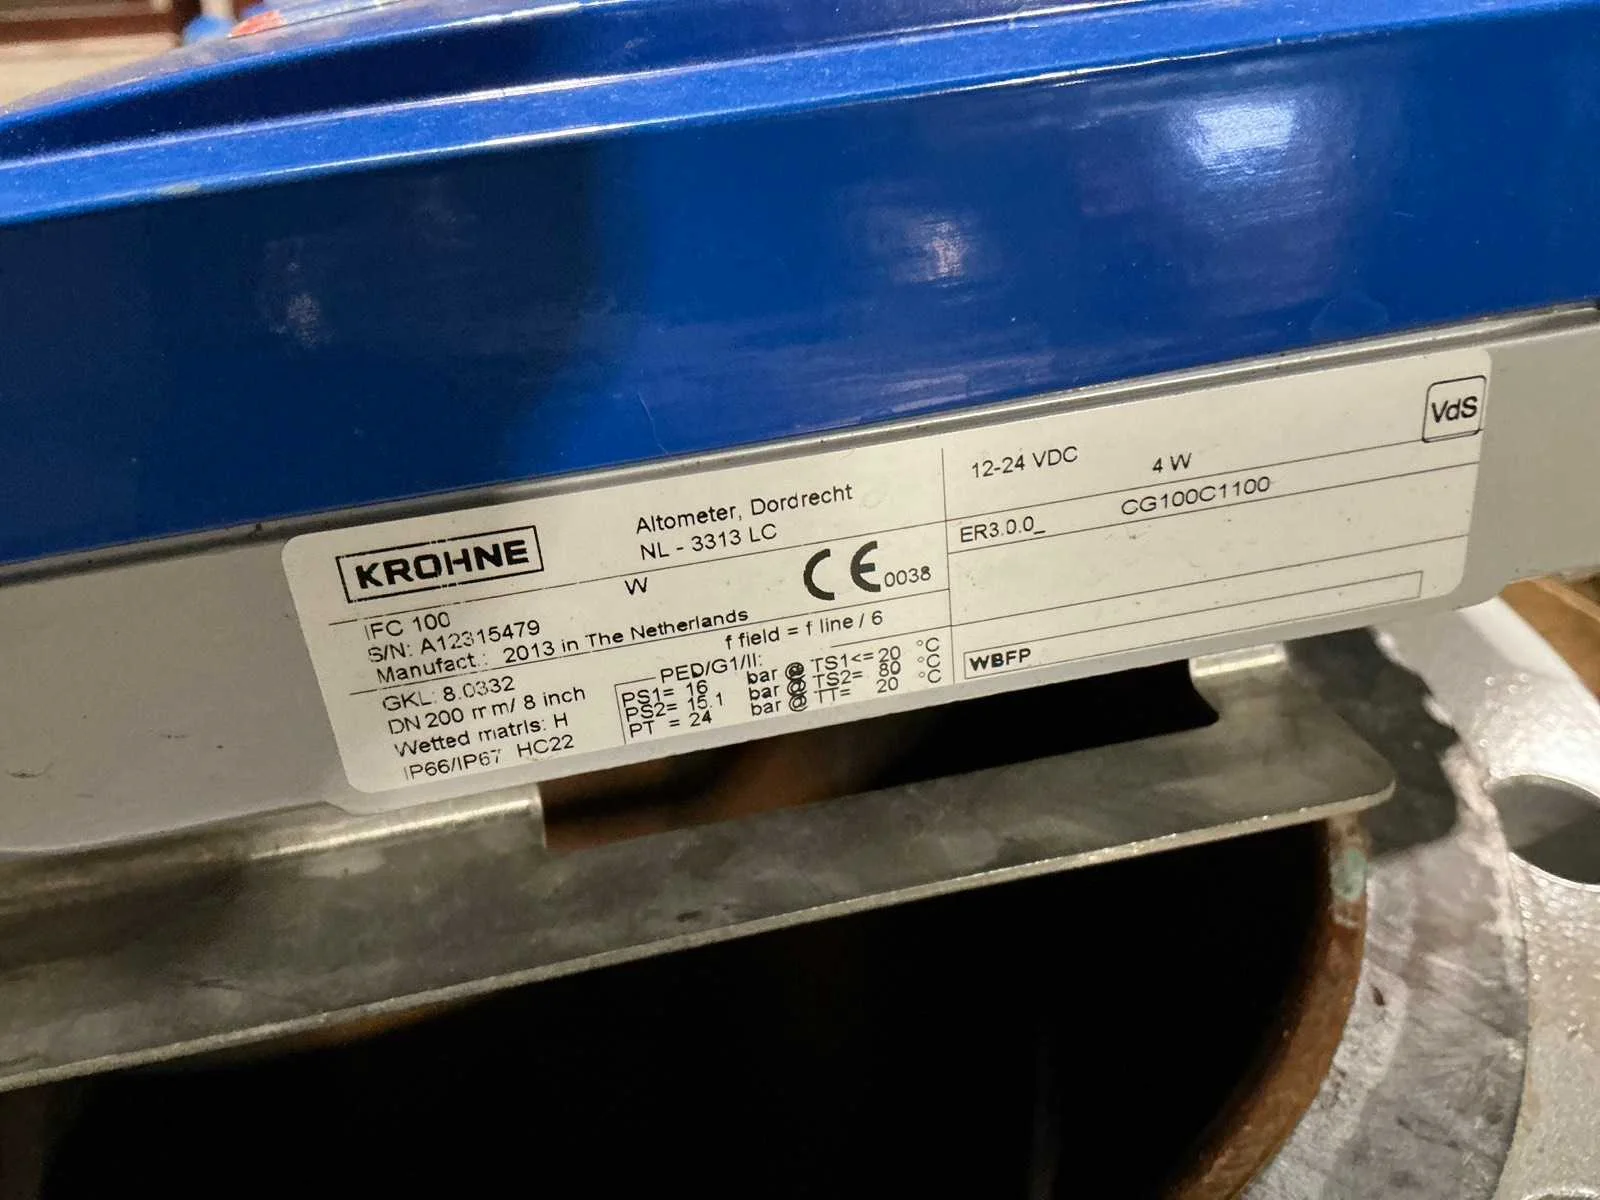 KROHNE
Altometer, Dordrecht
NL - 3313 LC
IFC 100
W
CE 0038
S/N: A12315479
Manufact.: 2013 in The Netherlands
GKL: 8.0332
f field = f line / 6
DN 200 mm/ 8 inch
Wetted matrls: H
IP66/IP67 HC22
PED/G1/II:
PS1= 16 bar @ TS1<= 20 °C
PS2= 15.1 bar @ TS2= 80 °C
PT = 24 bar @ TT= 20 °C
12-24 VDC 4 W
VdS
ER3.0.0_ CG100C1100
WBFP